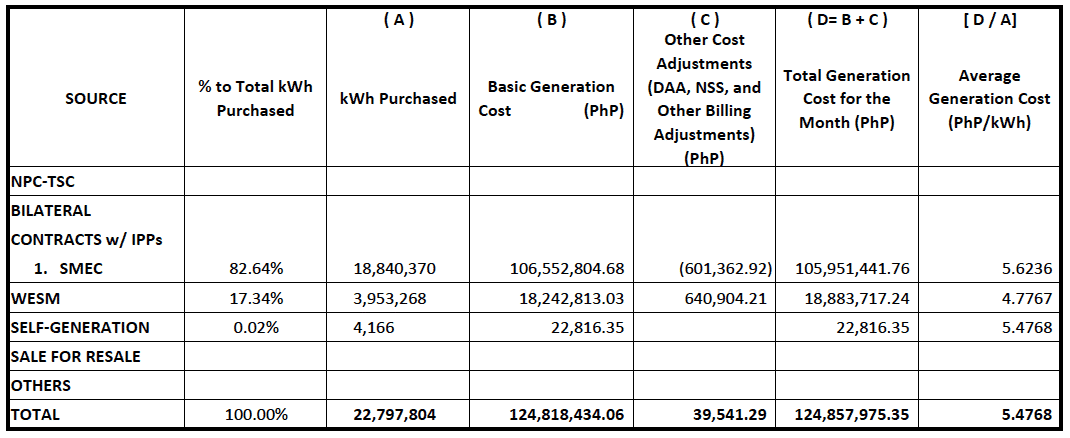 ( A ) ( B ) ( C ) ( D= B + C ) [ D / A]
SOURCE % to Total kWh Purchased kWh Purchased Basic Generation Cost (PhP) Other Cost Adjustments (DAA, NSS, and Other Billing Adjustments) (PhP) Total Generation Cost for the Month (PhP) Average Generation Cost (PhP/kWh)
NPC-TSC
BILATERAL
CONTRACTS w/ IPPs
1. SMEC 82.64% 18,840,370 106,552,804.68 (601,362.92) 105,951,441.76 5.6236
WESM 17.34% 3,953,268 18,242,813.03 640,904.21 18,883,717.24 4.7767
SELF-GENERATION 0.02% 4,166 22,816.35 22,816.35 5.4768
SALE FOR RESALE
OTHERS
TOTAL 100.00% 22,797,804 124,818,434.06 39,541.29 124,857,975.35 5.4768